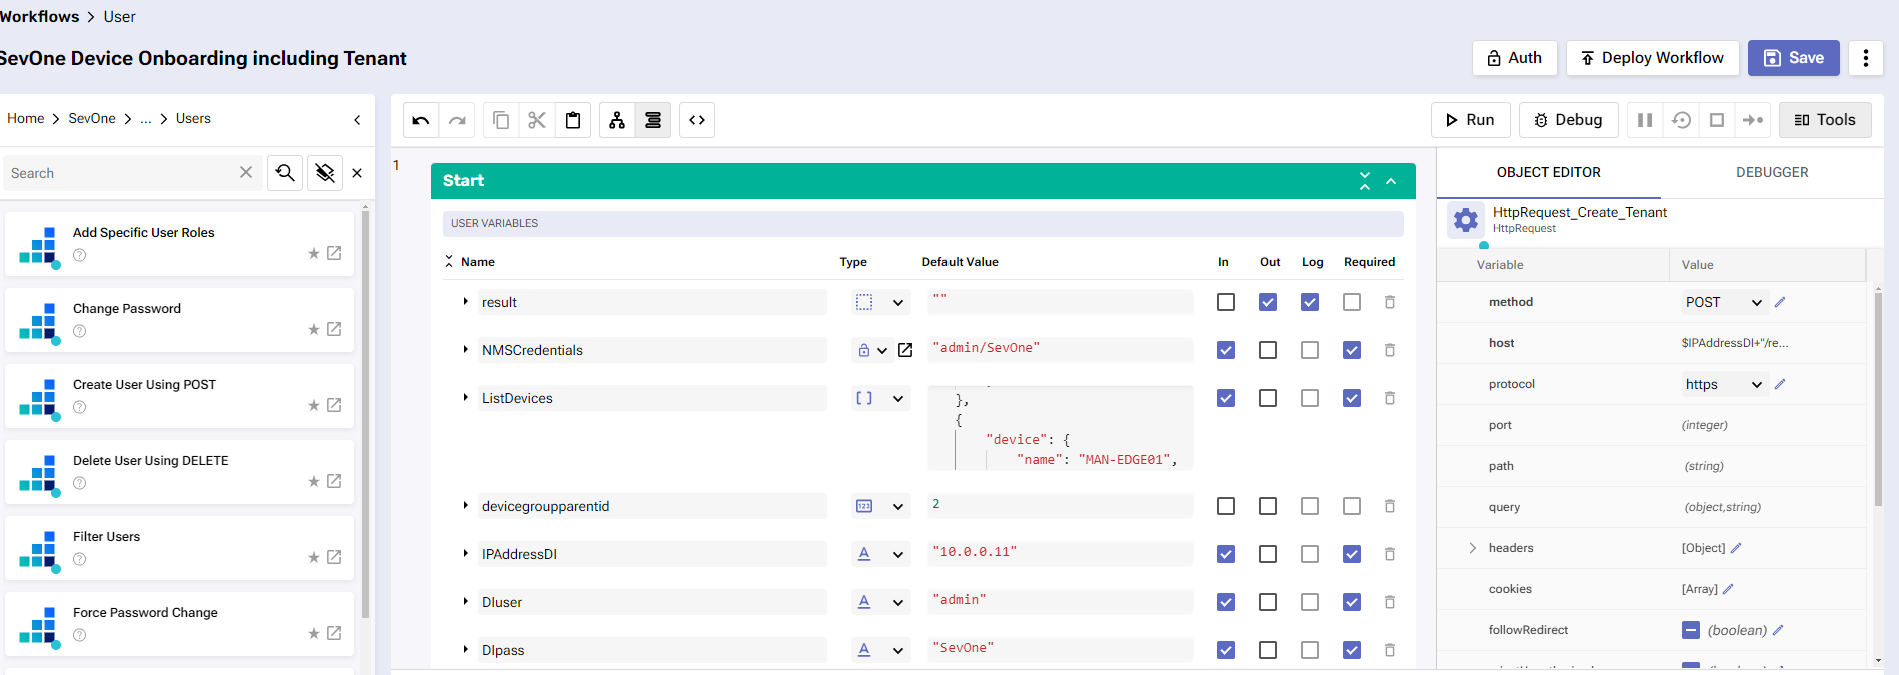 Workflows > User
SevOne Device Onboarding including Tenant
Auth
Deploy Workflow
Save
Home > SevOne > ... > Users
Search
Add Specific User Roles
Change Password
Create User Using POST
Delete User Using DELETE
Filter Users
Force Password Change
Run
Debug
Tools
1
Start
USER VARIABLES
Name Type Default Value In Out Log Required
result ""
NMSCredentials "admin/SevOne"
ListDevices
},
{
"device": {
"name": "MAN-EDGE01",
devicegroupparentid 123 2
IPAddressDI A "10.0.0.11"
DIuser A "admin"
DIpass A "SevOne"
OBJECT EDITOR DEBUGGER
HttpRequest_Create_Tenant
HttpRequest
Variable Value
method POST
host $IPAddressDI+"/re...
protocol https
port (integer)
path (string)
query (object,string)
headers [Object]
cookies [Array]
followRedirect (boolean)